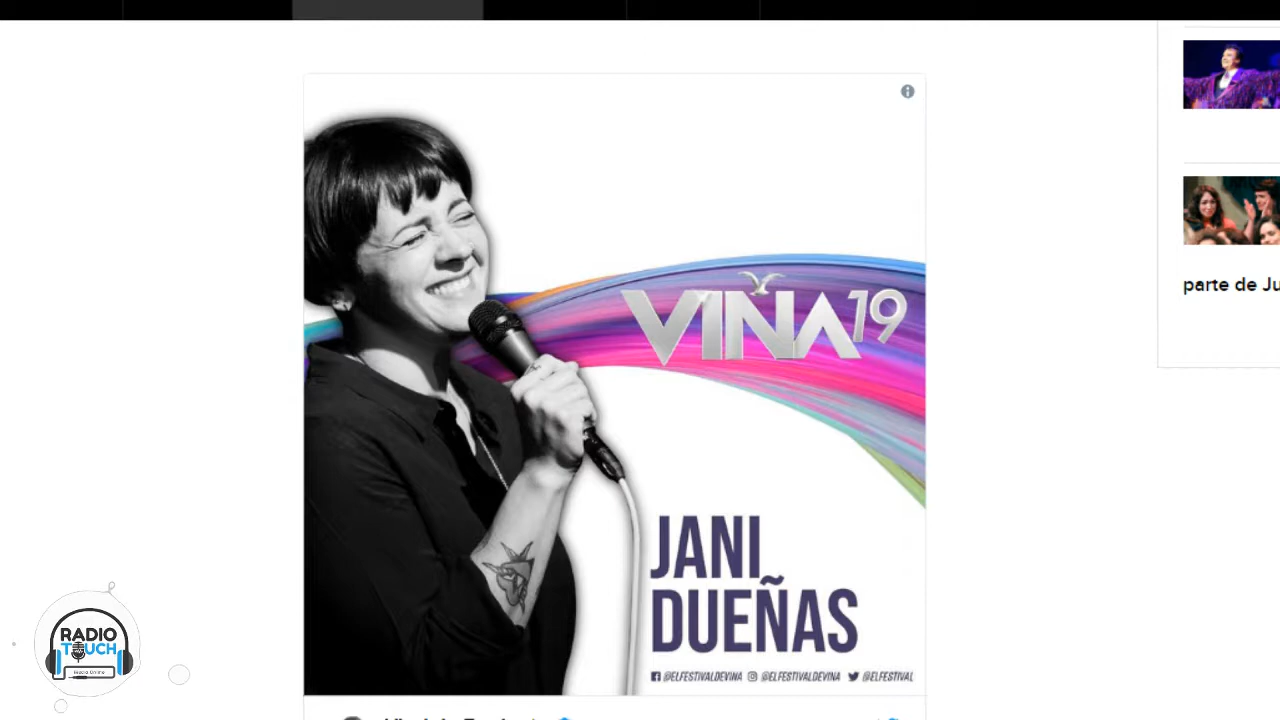 VIÑA19
parte de Ju
RADIO
TOUCH
JANI
DUEÑAS
@ELFESTIVALDEVINA @ELFESTIVALDEVINA @ELFESTIVAL